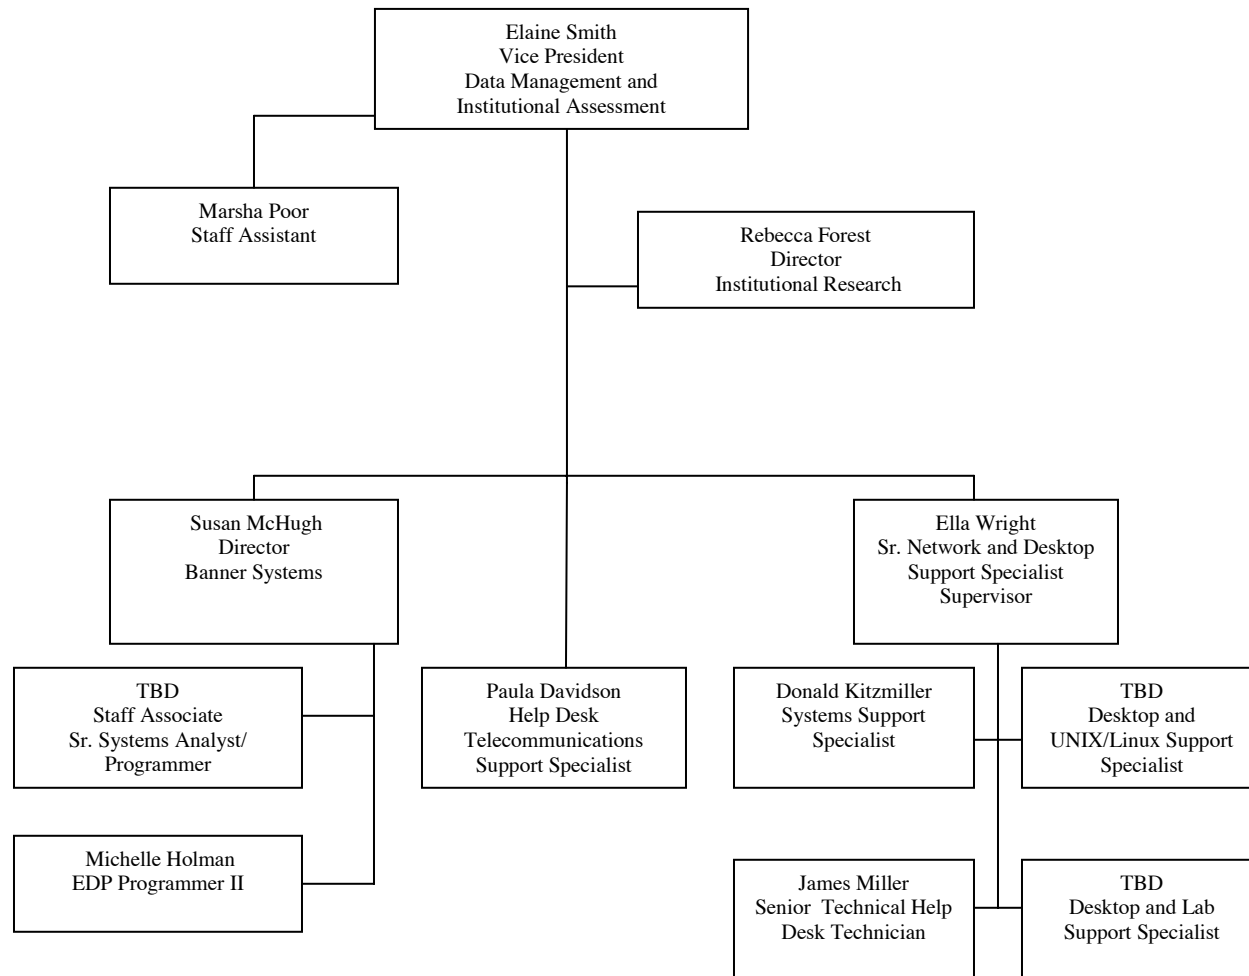 Elaine Smith
Vice President
Data Management and
Institutional Assessment
Marsha Poor
Staff Assistant
Rebecca Forest
Director
Institutional Research
Susan McHugh
Director
Banner Systems
Ella Wright
Sr. Network and Desktop
Support Specialist
Supervisor
TBD
Staff Associate
Sr. Systems Analyst/
Programmer
Paula Davidson
Help Desk
Telecommunications
Support Specialist
Donald Kitzmiller
Systems Support
Specialist
TBD
Desktop and
UNIX/Linux Support
Specialist
Michelle Holman
EDP Programmer II
James Miller
Senior Technical Help
Desk Technician
TBD
Desktop and Lab
Support Specialist